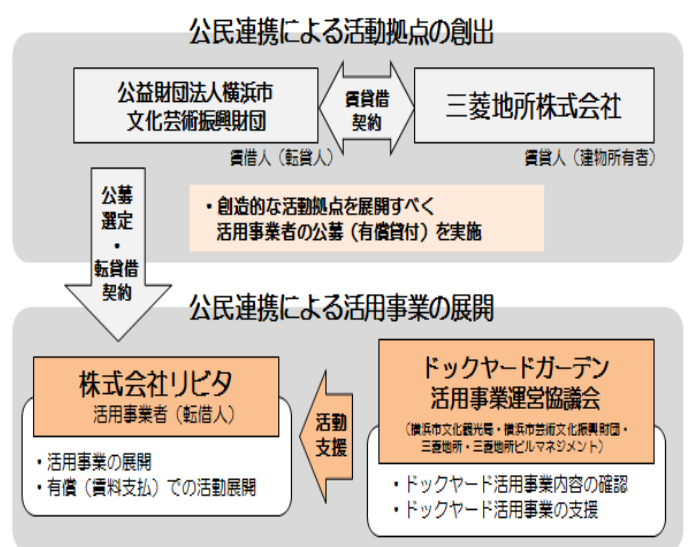 公民連携による活動拠点の創出
公益財団法人横浜市
文化芸術振興財団
賃貸借
契約
三菱地所株式会社
賃借人（転貸人）
賃貸人（建物所有者）
公募
選定
・
転貸借
契約
・創造的な活動拠点を展開すべく
活用事業者の公募（有償貸付）を実施
公民連携による活用事業の展開
株式会社リビタ
活用事業者（転借人）
・活用事業の展開
・有償（賃料支払）での活動展開
活動
支援
ドックヤードガーデン
活用事業運営協議会
（横浜市文化観光局・横浜市芸術文化振興財団・
三菱地所・三菱地所ビルマネジメント）
・ドックヤード活用事業内容の確認
・ドックヤード活用事業の支援